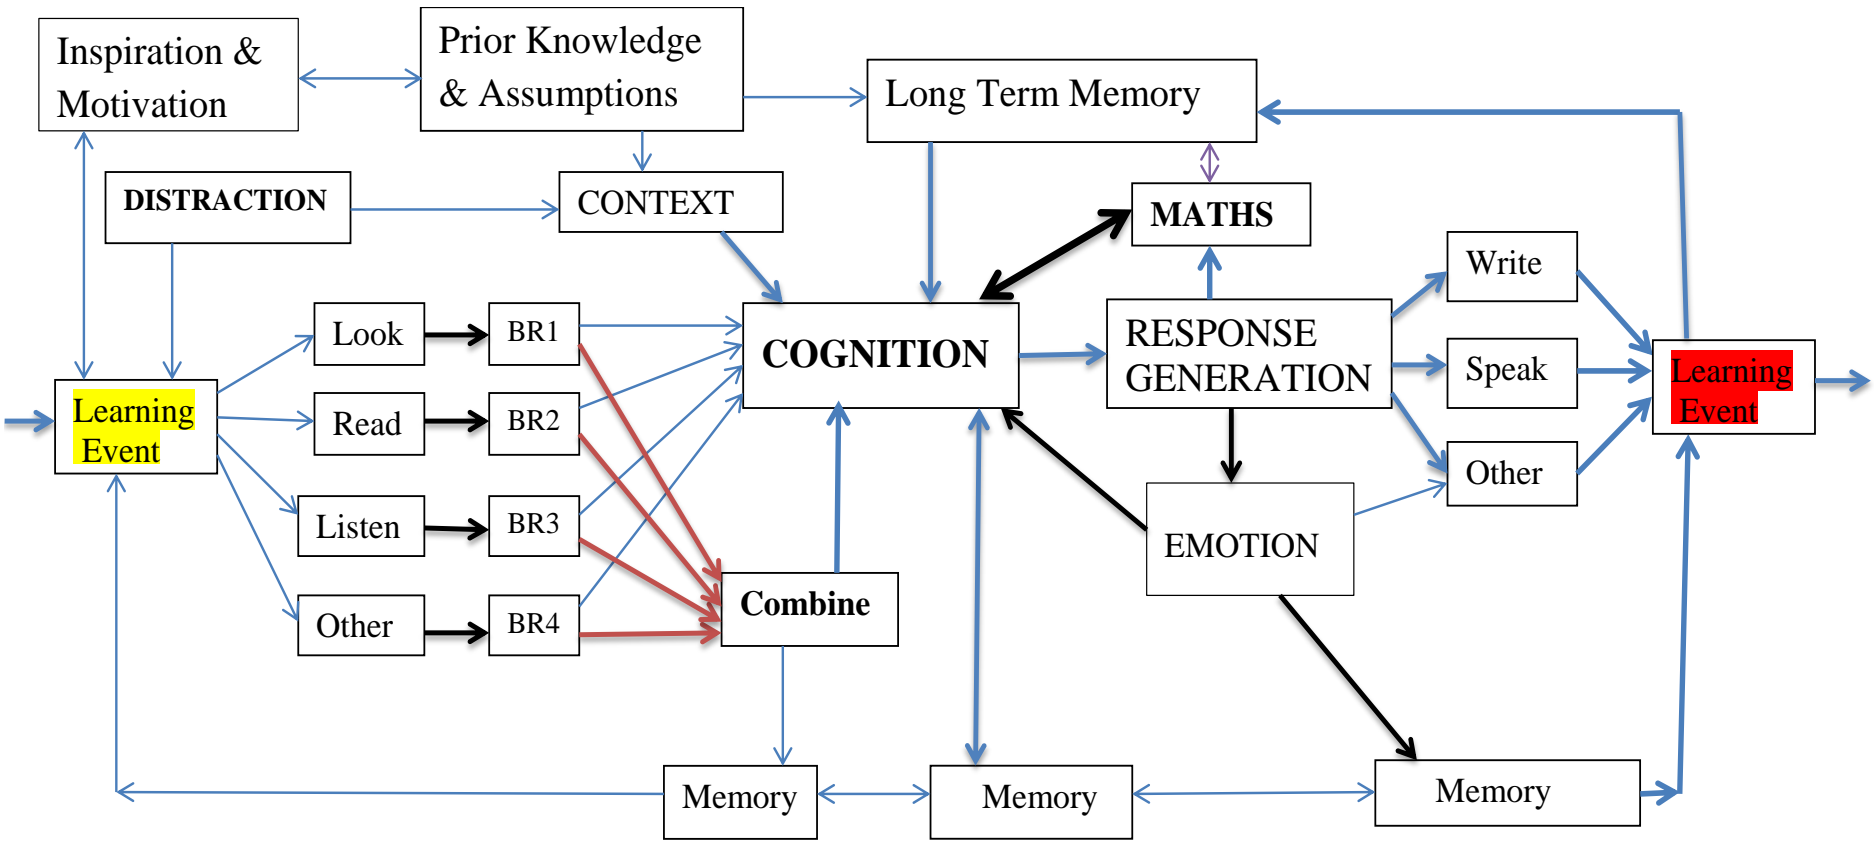 Inspiration &
Motivation
Prior Knowledge
& Assumptions
Long Term Memory
DISTRACTION
CONTEXT
MATHS
Write
Look
BR1
COGNITION
RESPONSE
GENERATION
Speak
Learning
Event
Learning
Event
Read
BR2
Other
Listen
BR3
EMOTION
Other
BR4
Combine
Memory
Memory
Memory